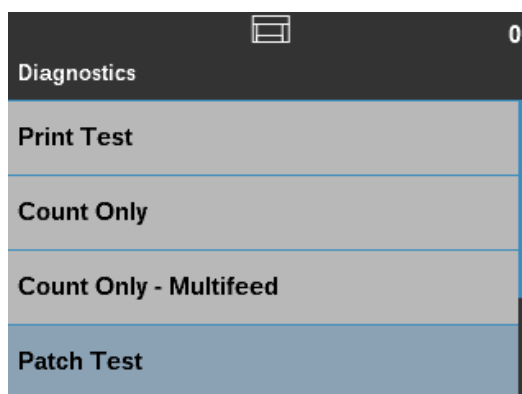 0
Diagnostics
Print Test
Count Only
Count Only - Multifeed
Patch Test